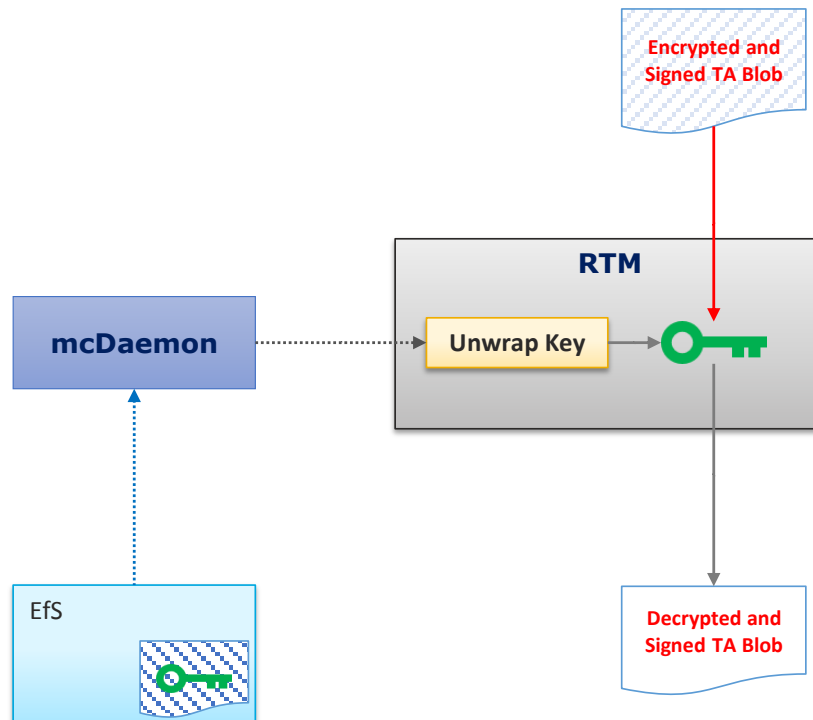 Encrypted and
Signed TA Blob
RTM
mcDaemon
Unwrap Key
EfS
Decrypted and
Signed TA Blob